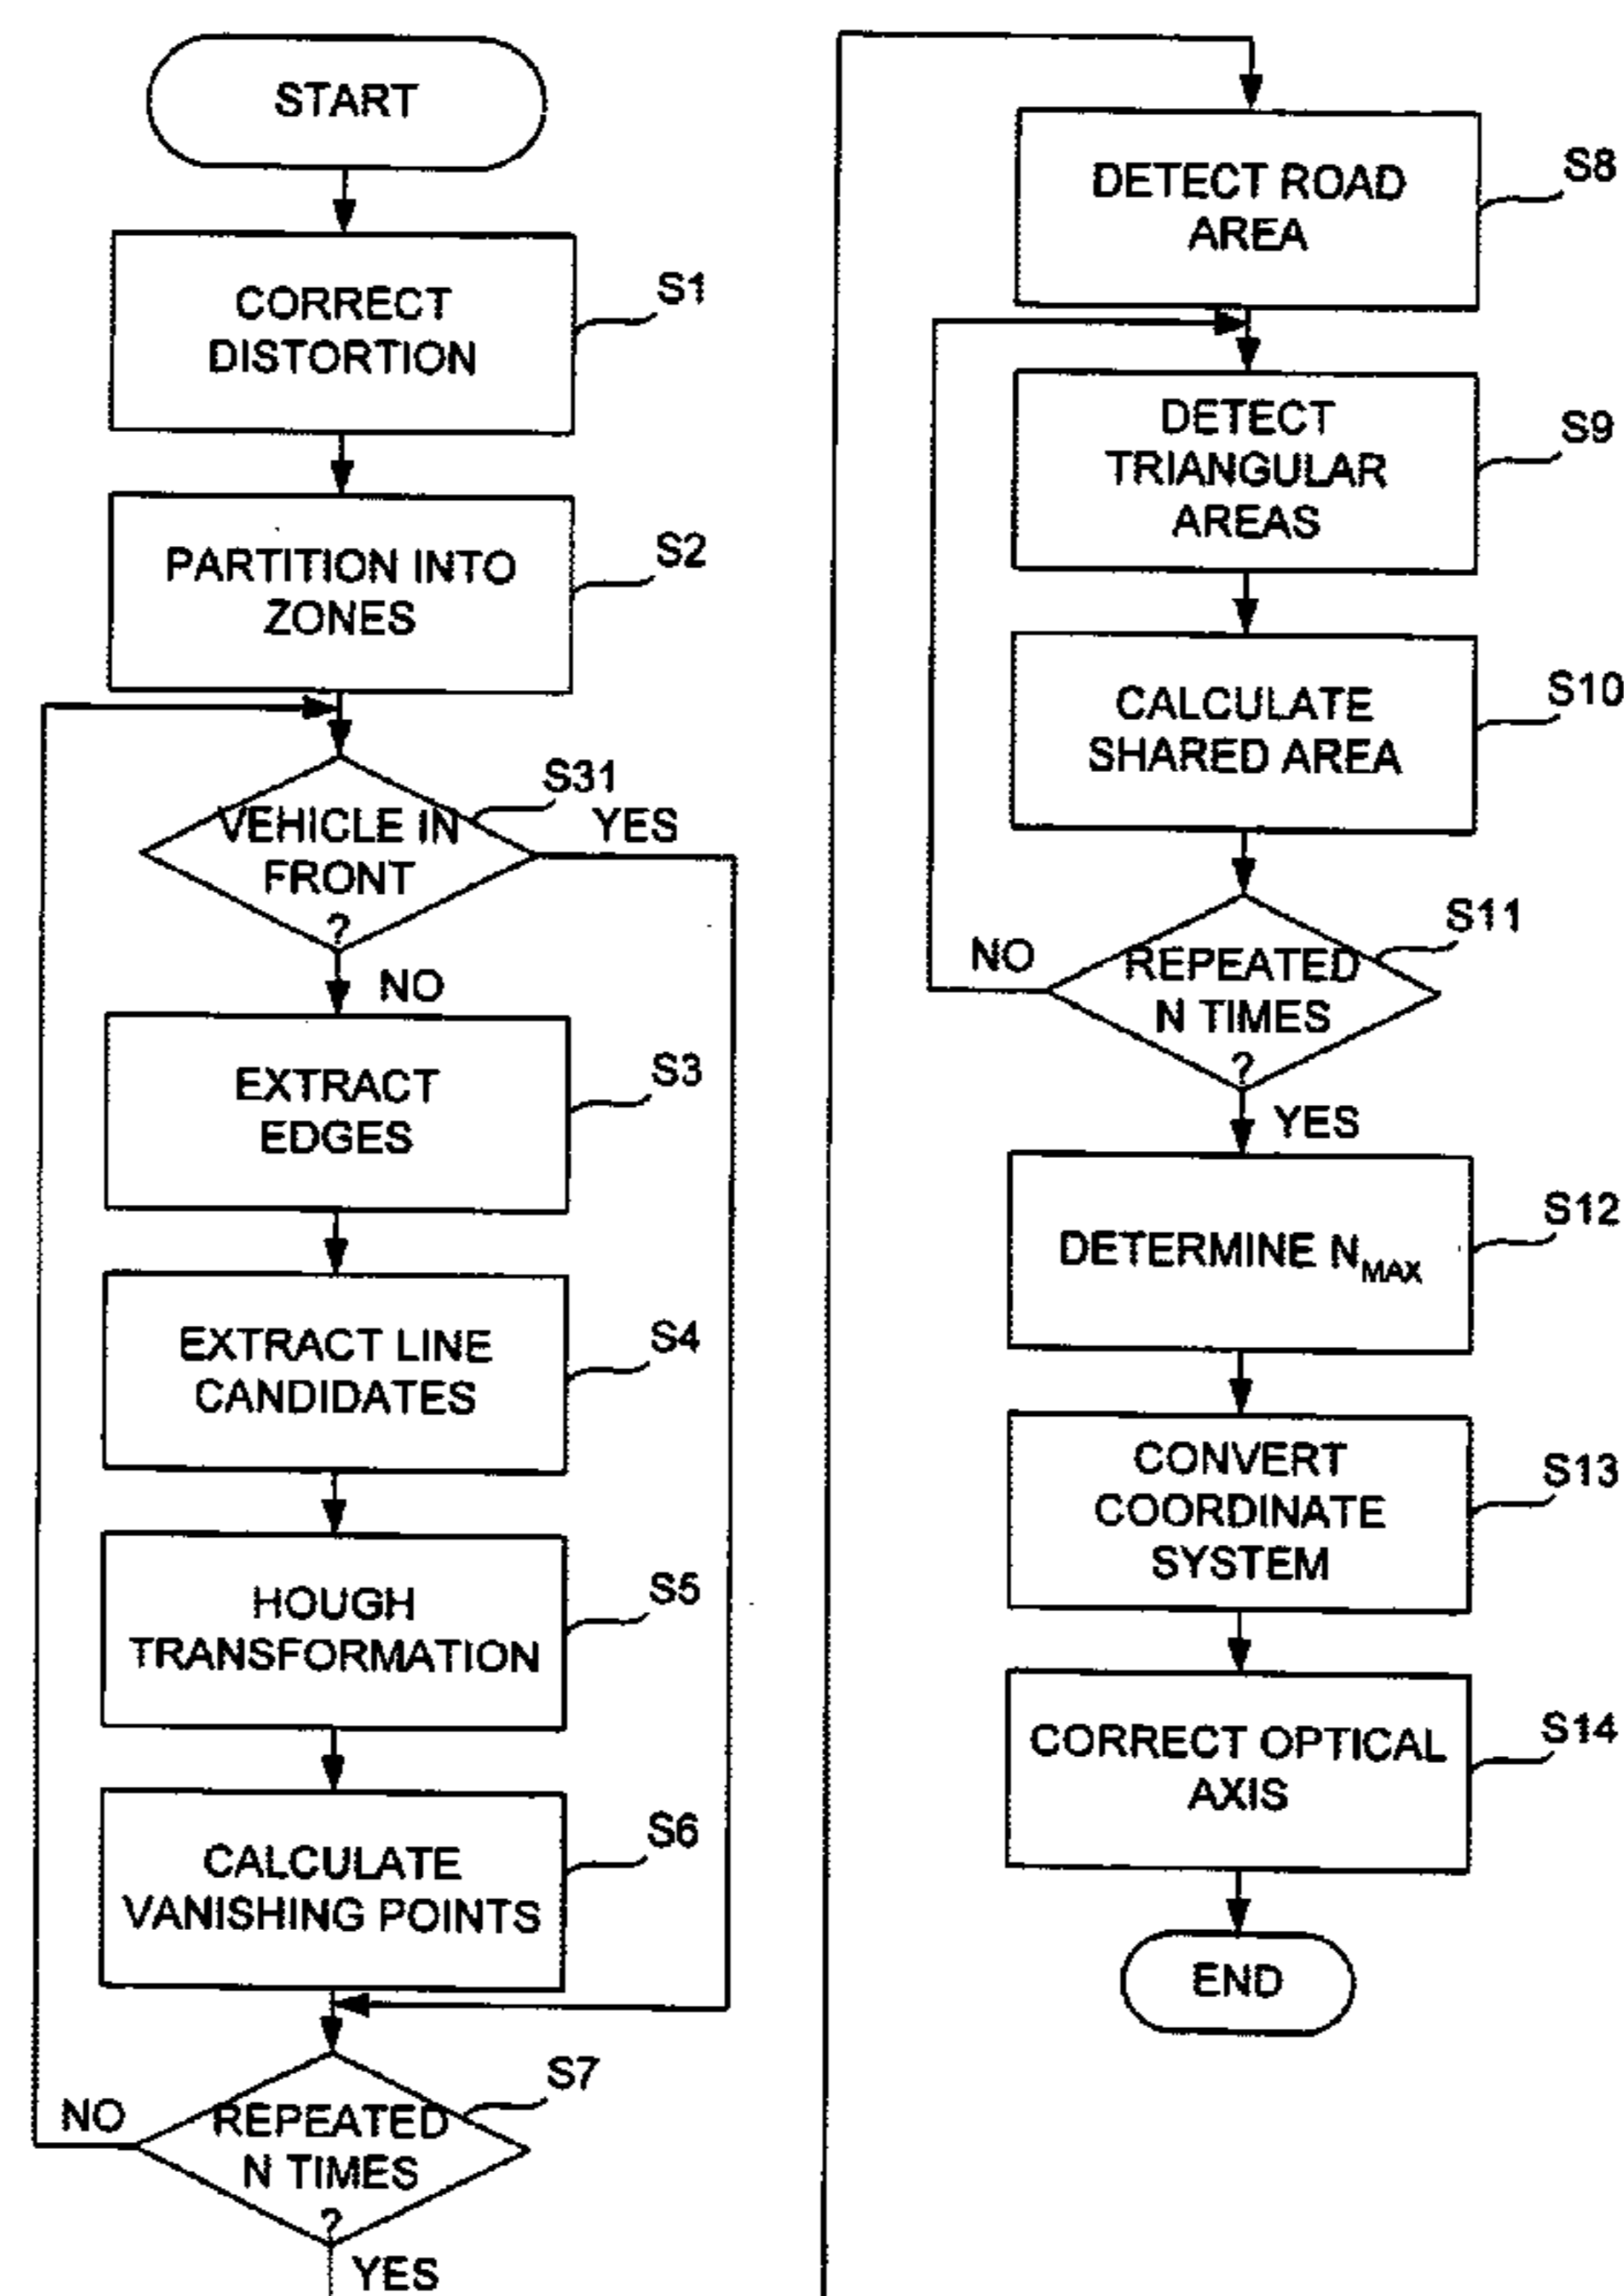 START
CORRECT
DISTORTION
S1
PARTITION INTO
ZONES
S2
VEHICLE IN
FRONT
?
S31
YES
NO
EXTRACT
EDGES
S3
EXTRACT LINE
CANDIDATES
S4
HOUGH
TRANSFORMATION
S5
CALCULATE
VANISHING POINTS
S6
REPEATED
N TIMES
?
S7
NO
YES
DETECT ROAD
AREA
S8
DETECT
TRIANGULAR
AREAS
S9
CALCULATE
SHARED AREA
S10
REPEATED
N TIMES
?
S11
NO
YES
DETERMINE NMAX
S12
CONVERT
COORDINATE
SYSTEM
S13
CORRECT OPTICAL
AXIS
S14
END